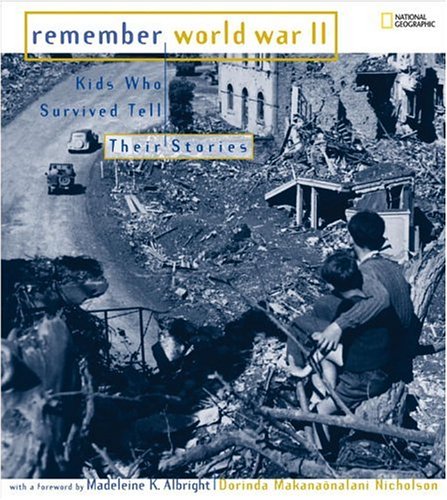 NATIONAL
GEOGRAPHIC
remember world war II
Kids Who
Survived Tell
Their Stories
with a foreword by Madeleine K. Albright | Dorinda Makanaōnalani Nicholson